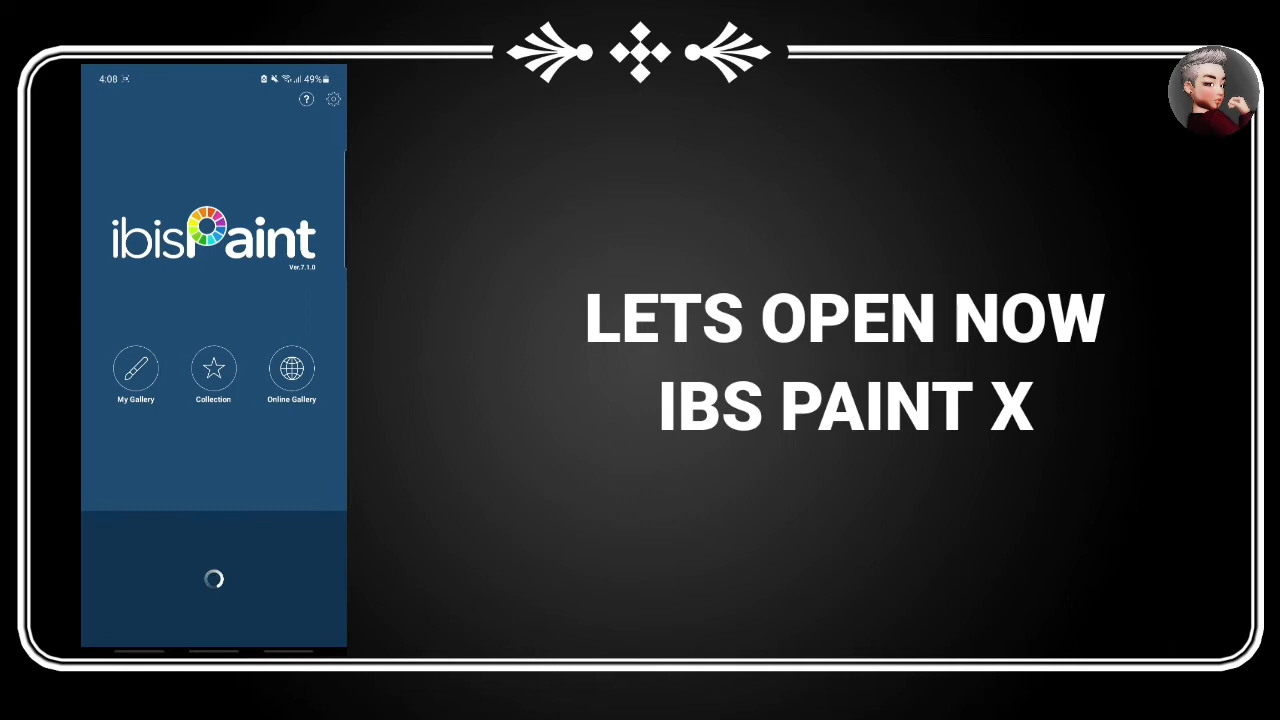 4:08
49%
?
ibisPaint
Ver.7.1.0
My Gallery
Collection
Online Gallery
LETS OPEN NOW
IBS PAINT X